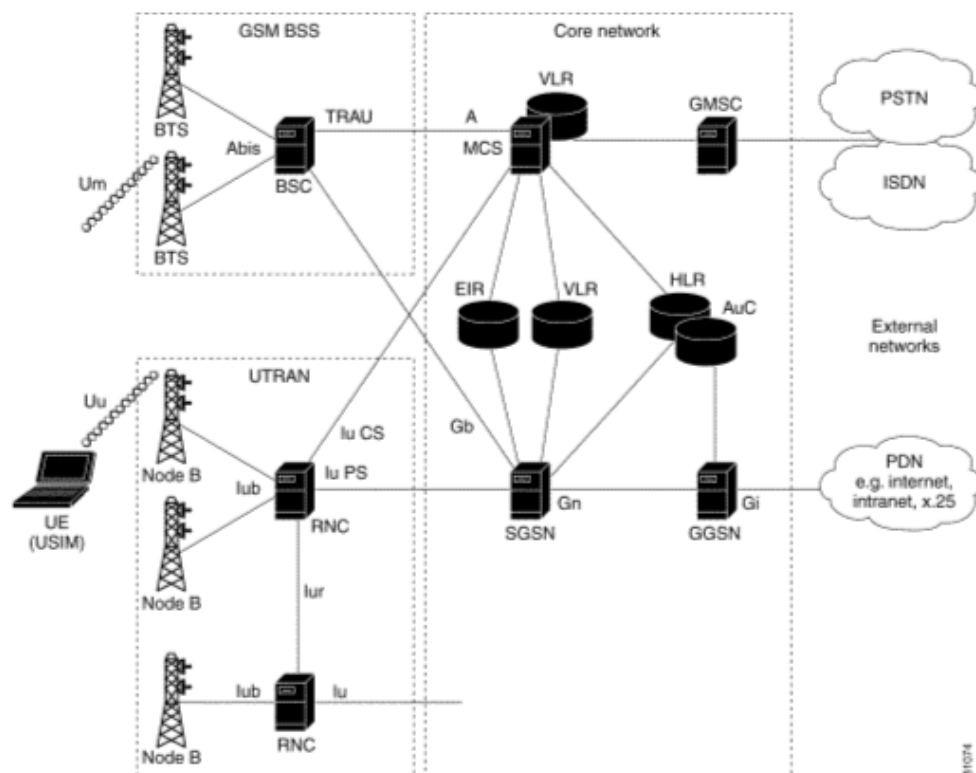 GSM BSS
Core network
VLR
GMSC
PSTN
BTS
TRAU
A
MCS
Abis
BSC
ISDN
Um
BTS
EIR
VLR
HLR
AuC
External
networks
UTRAN
Uu
Iu CS
Gb
Node B
Iu PS
PDN
e.g. internet,
intranet, x.25
Iub
RNC
Gn
Gi
UE
(USIM)
SGSN
GGSN
Node B
Iur
Iub
Iu
Node B
RNC